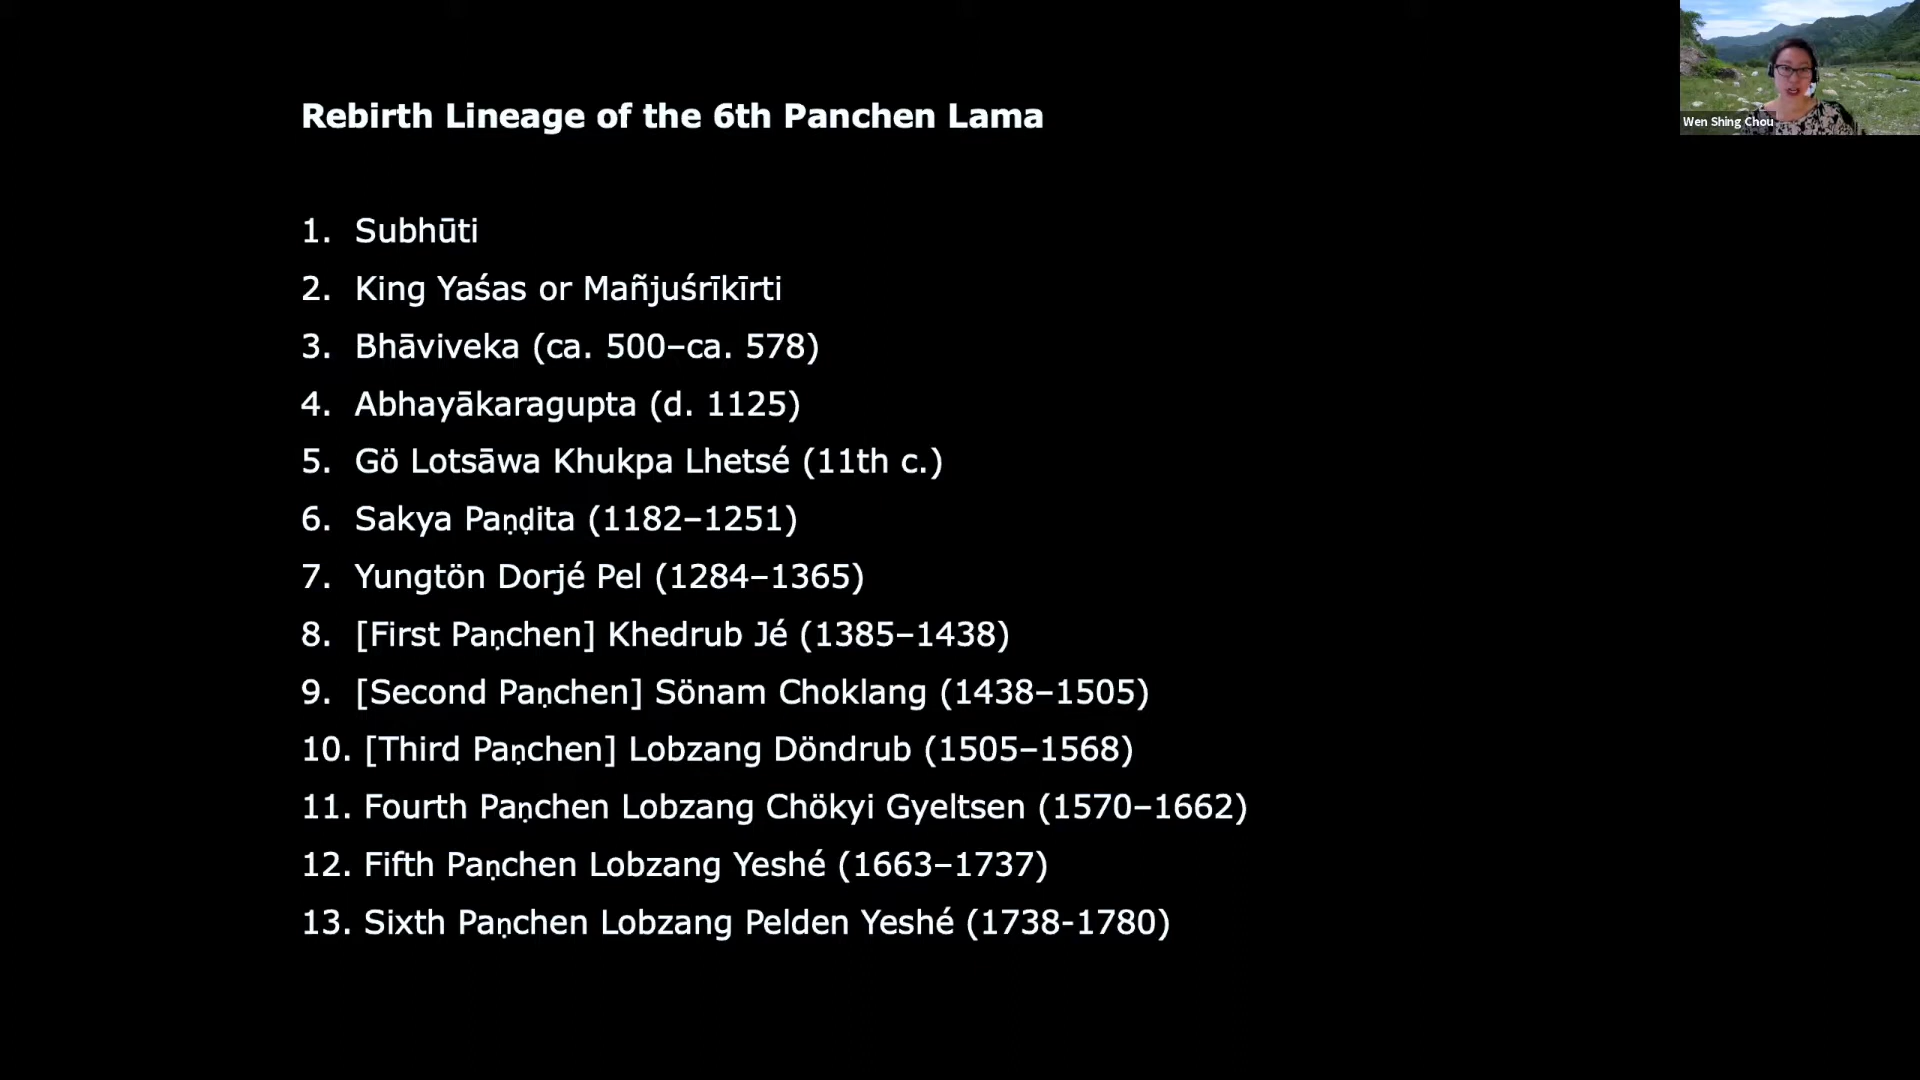 Rebirth Lineage of the 6th Panchen Lama
Wen Shing Chou
1. Subhūti
2. King Yaśas or Mañjuśrīkīrti
3. Bhāviveka (ca. 500–ca. 578)
4. Abhayākaragupta (d. 1125)
5. Gö Lotsāwa Khukpa Lhetsé (11th c.)
6. Sakya Paṇḍita (1182–1251)
7. Yungtön Dorjé Pel (1284–1365)
8. [First Paṇchen] Khedrub Jé (1385–1438)
9. [Second Paṇchen] Sönam Choklang (1438–1505)
10. [Third Paṇchen] Lobzang Döndrub (1505–1568)
11. Fourth Paṇchen Lobzang Chökyi Gyeltsen (1570–1662)
12. Fifth Paṇchen Lobzang Yeshé (1663–1737)
13. Sixth Paṇchen Lobzang Pelden Yeshé (1738-1780)